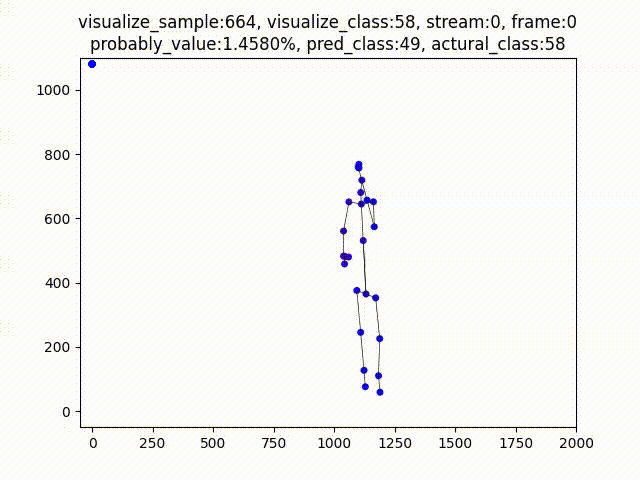 visualize_sample:664, visualize_class:58, stream:0, frame:0
probably_value:1.4580%, pred_class:49, actural_class:58
1000
800
600
400
200
0
0 250 500 750 1000 1250 1500 1750 2000